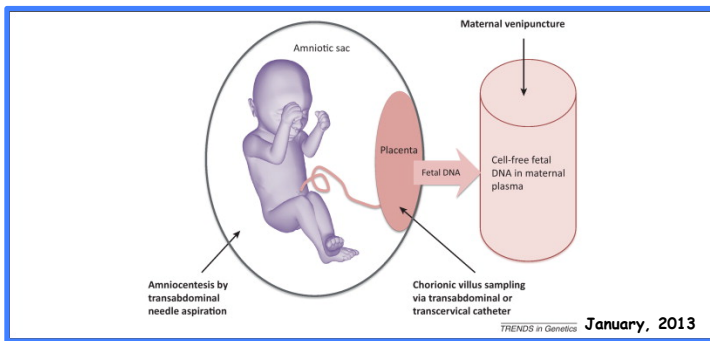 Maternal venipuncture
Amniotic sac
Placenta
Fetal DNA
Cell-free fetal
DNA in maternal
plasma
Amniocentesis by
transabdominal
needle aspiration
Chorionic villus sampling
via transabdominal or
transcervical catheter
TRENDS in Genetics
January, 2013